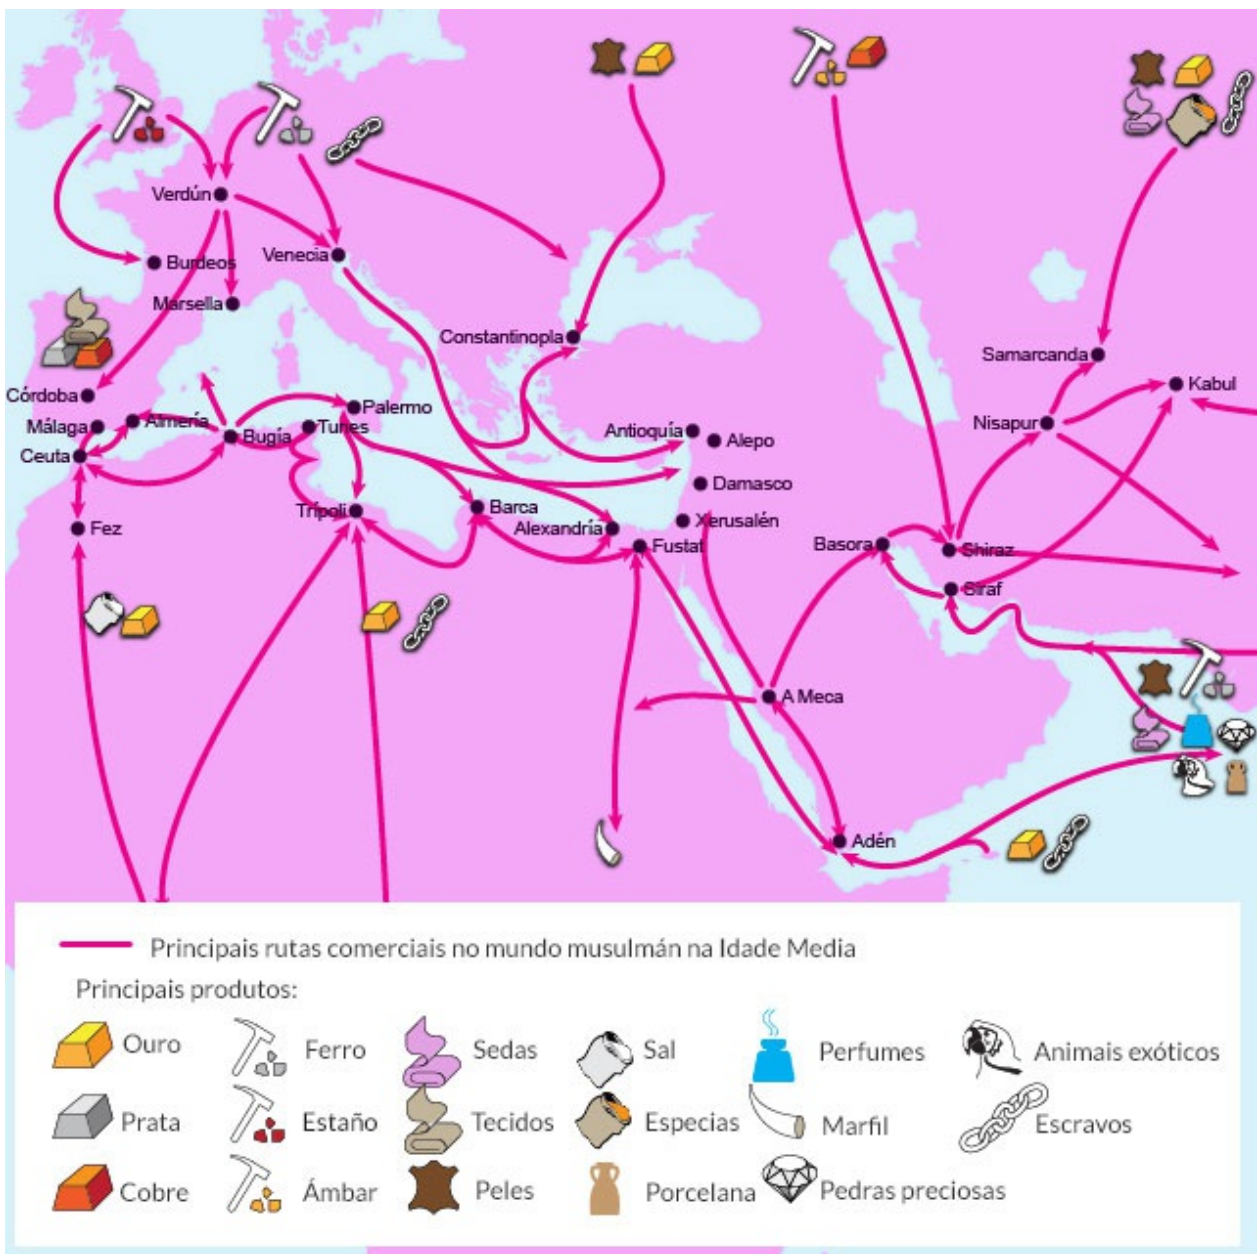 Verdún
Burdeos
Venecia
Marsella
Constantinopla
Samarcanda
Kabul
Córdoba
Palermo
Almería
Málaga
Tunes
Bugía
Antioquía
Alepo
Nisapur
Ceuta
Damasco
Trípoli
Barca
Fez
Alexandría
Xerusalén
Fustat
Basora
Shiraz
Siraf
A Meca
Adén
Principais rutas comerciais no mundo musulmán na Idade Media
Principais produtos:
Ouro
Ferro
Sedas
Sal
Perfumes
Animais exóticos
Prata
Estaño
Tecidos
Especias
Marfil
Escravos
Cobre
Ámbar
Peles
Porcelana
Pedras preciosas